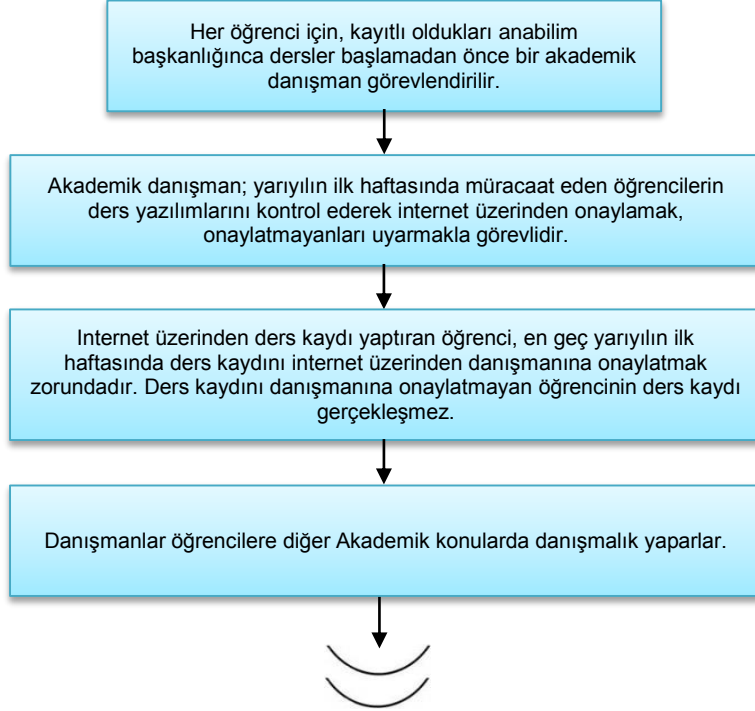 Her öğrenci için, kayıtlı oldukları anabilim
başkanlığınca dersler başlamadan önce bir akademik
danışman görevlendirilir.
Akademik danışman; yarıyılın ilk haftasında müracaat eden öğrencilerin
ders yazılımlarını kontrol ederek internet üzerinden onaylamak,
onaylatmayanları uyarmakla görevlidir.
Internet üzerinden ders kaydı yaptıran öğrenci, en geç yarıyılın ilk
haftasında ders kaydını internet üzerinden danışmanına onaylatmak
zorundadır. Ders kaydını danışmanına onaylatmayan öğrencinin ders kaydı
gerçekleşmez.
Danışmanlar öğrencilere diğer Akademik konularda danışmalık yaparlar.